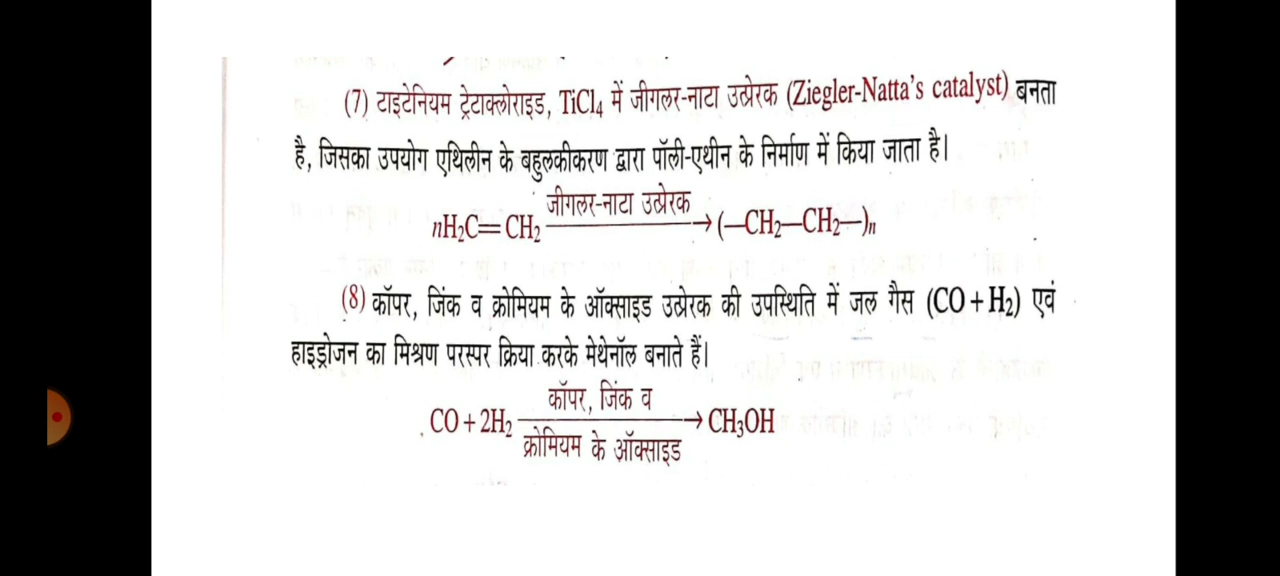 (7) टाइटेनियम ट्रेटाक्लोराइड, TiCl₄ में जीगलर-नाटा उत्प्रेरक (Ziegler-Natta's catalyst) बनता
है, जिसका उपयोग एथिलीन के बहुलकीकरण द्वारा पॉली-एथीन के निर्माण में किया जाता है।
जीगलर-नाटा उत्प्रेरक
nH₂C=CH₂ → (—CH₂—CH₂—)ₙ
(8) कॉपर, जिंक व क्रोमियम के ऑक्साइड उत्प्रेरक की उपस्थिति में जल गैस (CO + H₂) एवं
हाइड्रोजन का मिश्रण परस्पर क्रिया करके मेथेनॉल बनाते हैं।
कॉपर, जिंक व
CO + 2H₂ → CH₃OH
क्रोमियम के ऑक्साइड